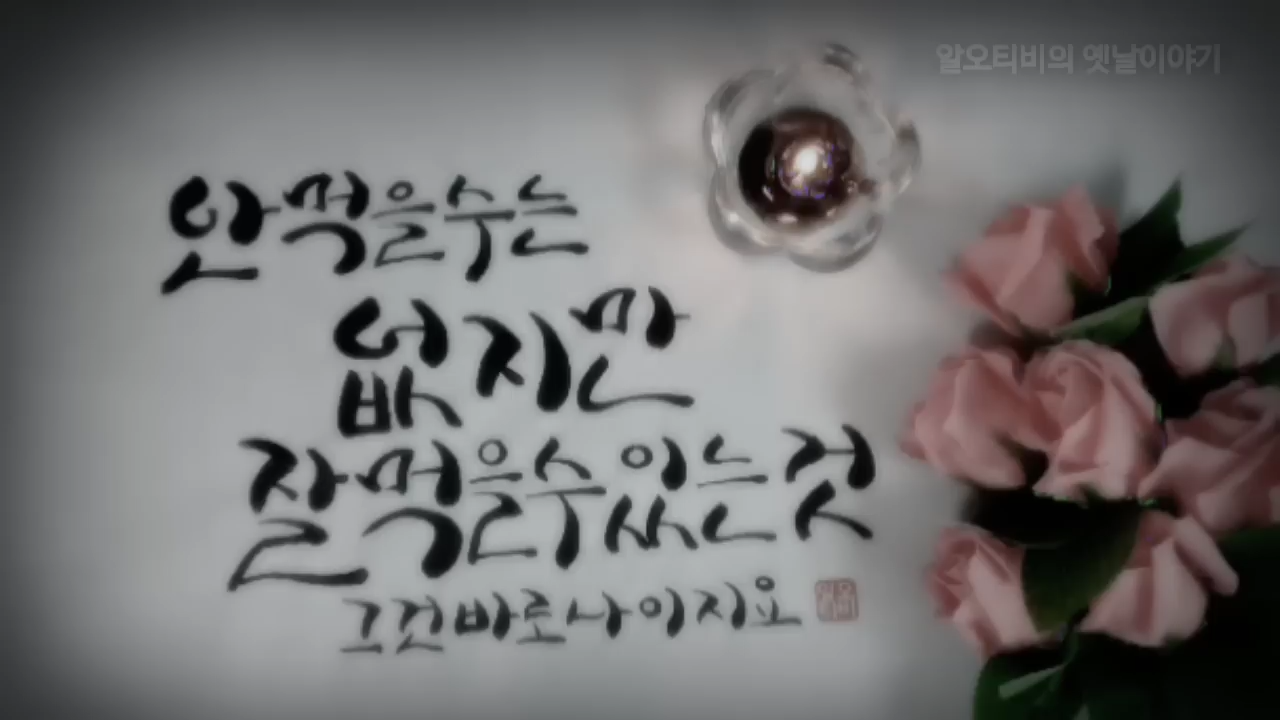 알오티비의 옛날이야기
안먹을수는
없지만
잘먹을수있는것
그건바로나이지요